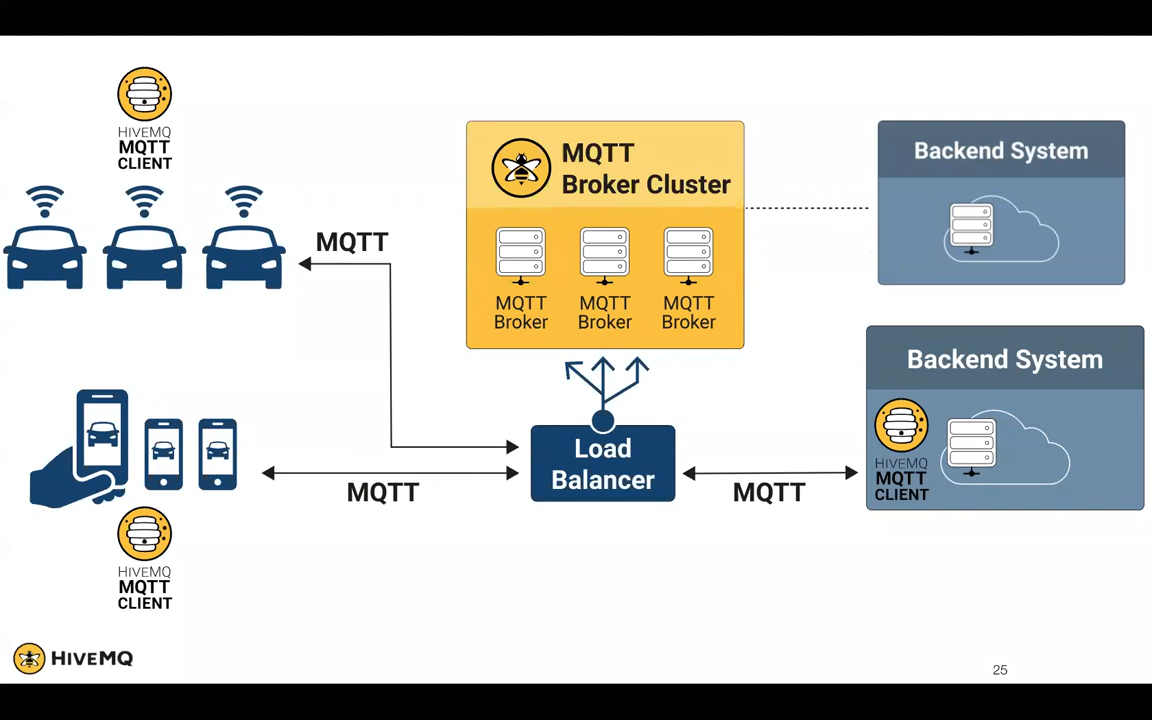 HIVEMQ
MQTT
CLIENT
MQTT
MQTT
Broker Cluster
MQTT
Broker
MQTT
Broker
MQTT
Broker
Backend System
Backend System
HIVEMQ
MQTT
CLIENT
Load
Balancer
MQTT
MQTT
HIVEMQ
MQTT
CLIENT
HIVEMQ
25